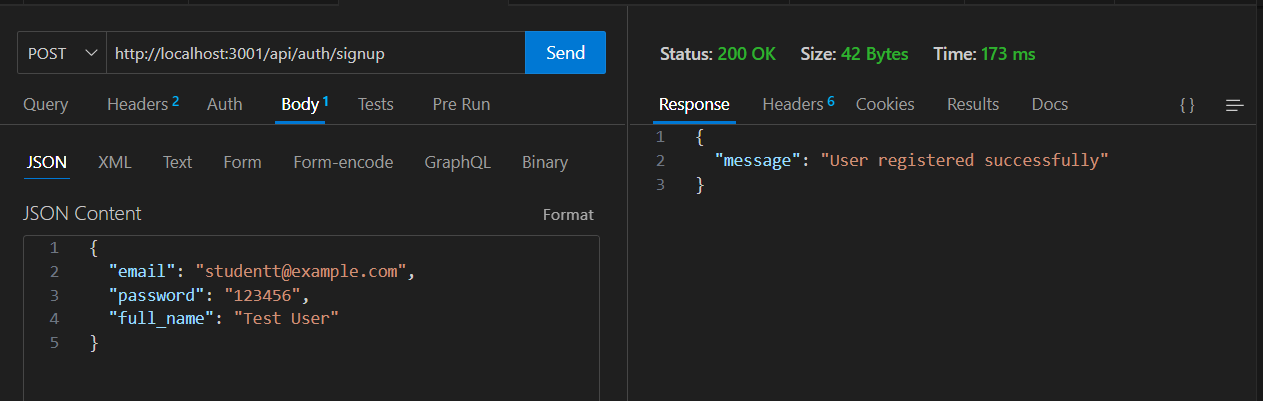 POST http://localhost:3001/api/auth/signup Send
Query Headers 2 Auth Body 1 Tests Pre Run
JSON XML Text Form Form-encode GraphQL Binary
JSON Content Format
1 {
2 "email": "studentt@example.com",
3 "password": "123456",
4 "full_name": "Test User"
5 }
Status: 200 OK Size: 42 Bytes Time: 173 ms
Response Headers 6 Cookies Results Docs { }
1 {
2 "message": "User registered successfully"
3 }